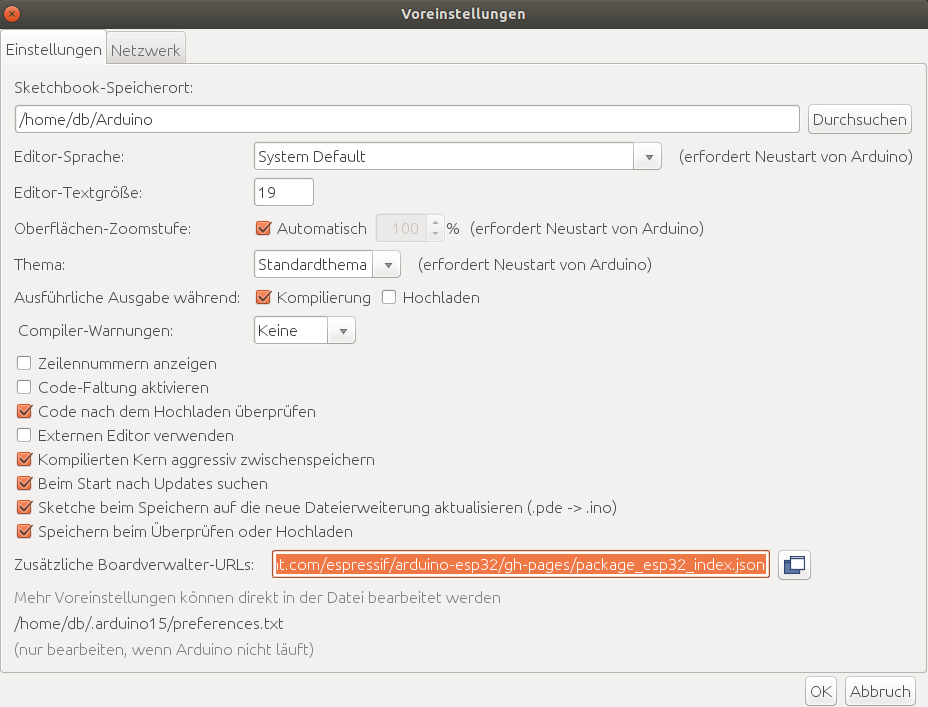 Voreinstellungen
Einstellungen Netzwerk
Sketchbook-Speicherort:
/home/db/Arduino Durchsuchen
Editor-Sprache: System Default (erfordert Neustart von Arduino)
Editor-Textgröße: 19
Oberflächen-Zoomstufe: Automatisch 100 % (erfordert Neustart von Arduino)
Thema: Standardthema (erfordert Neustart von Arduino)
Ausführliche Ausgabe während: Kompilierung Hochladen
Compiler-Warnungen: Keine
Zeilennummern anzeigen
Code-Faltung aktivieren
Code nach dem Hochladen überprüfen
Externen Editor verwenden
Kompilierten Kern aggressiv zwischenspeichern
Beim Start nach Updates suchen
Sketche beim Speichern auf die neue Dateierweiterung aktualisieren (.pde -> .ino)
Speichern beim Überprüfen oder Hochladen
Zusätzliche Boardverwalter-URLs: nt.com/espressif/arduino-esp32/gh-pages/package_esp32_index.json
Mehr Voreinstellungen können direkt in der Datei bearbeitet werden
/home/db/.arduino15/preferences.txt
(nur bearbeiten, wenn Arduino nicht läuft)
OK Abbruch